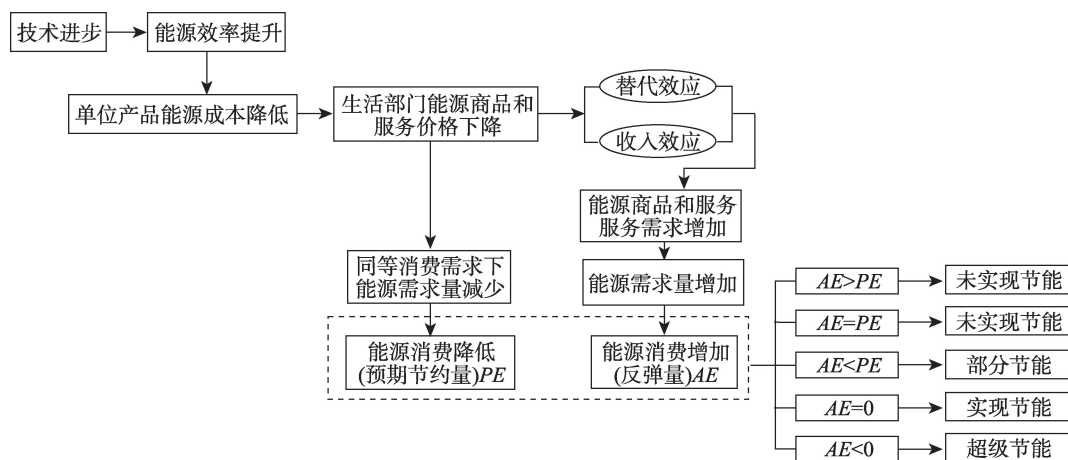 技术进步
能源效率提升
单位产品能源成本降低
生活部门能源商品和
服务价格下降
替代效应
收入效应
能源商品和服务
服务需求增加
同等消费需求下
能源需求量减少
能源需求量增加
能源消费降低
(预期节约量)PE
能源消费增加
(反弹量)AE
AE>PE
未实现节能
AE=PE
未实现节能
AE<PE
部分节能
AE=0
实现节能
AE<0
超级节能